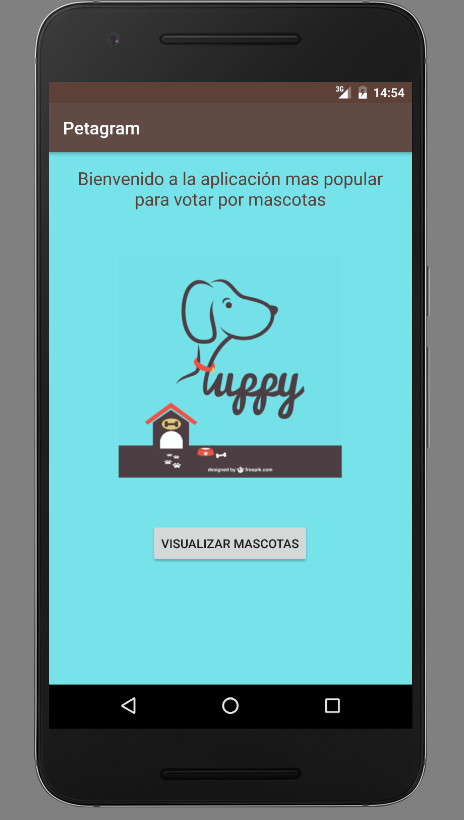 3G 14:54
Petagram
Bienvenido a la aplicación mas popular
para votar por mascotas
Puppy
designed by freepik.com
VISUALIZAR MASCOTAS